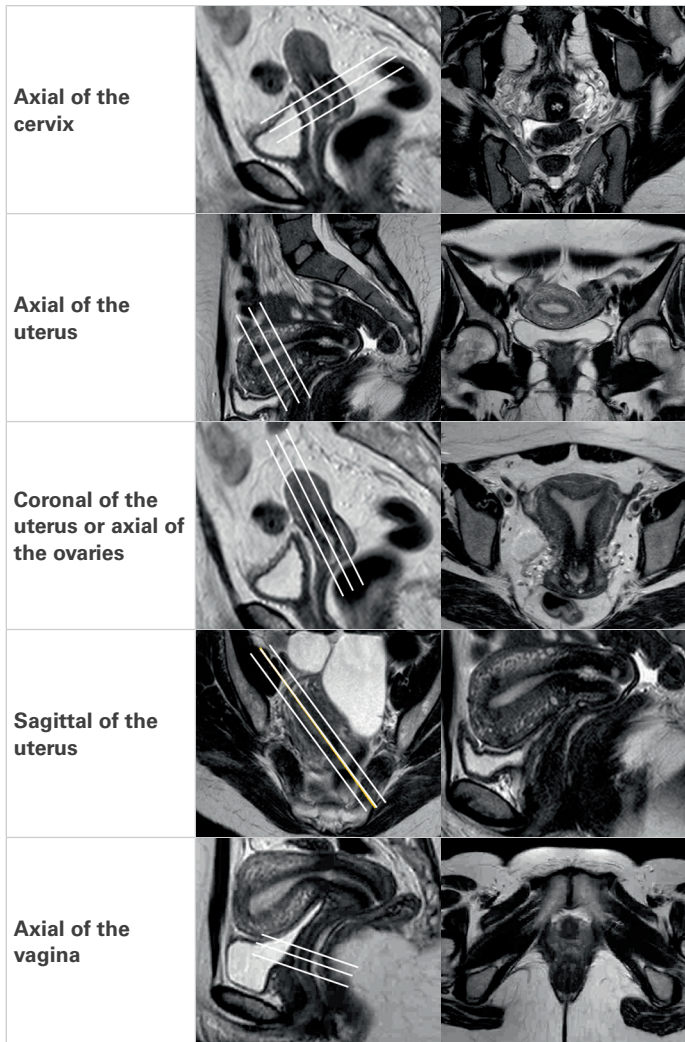 Axial of the
cervix
Axial of the
uterus
Coronal of the
uterus or axial of
the ovaries
Sagittal of the
uterus
Axial of the
vagina